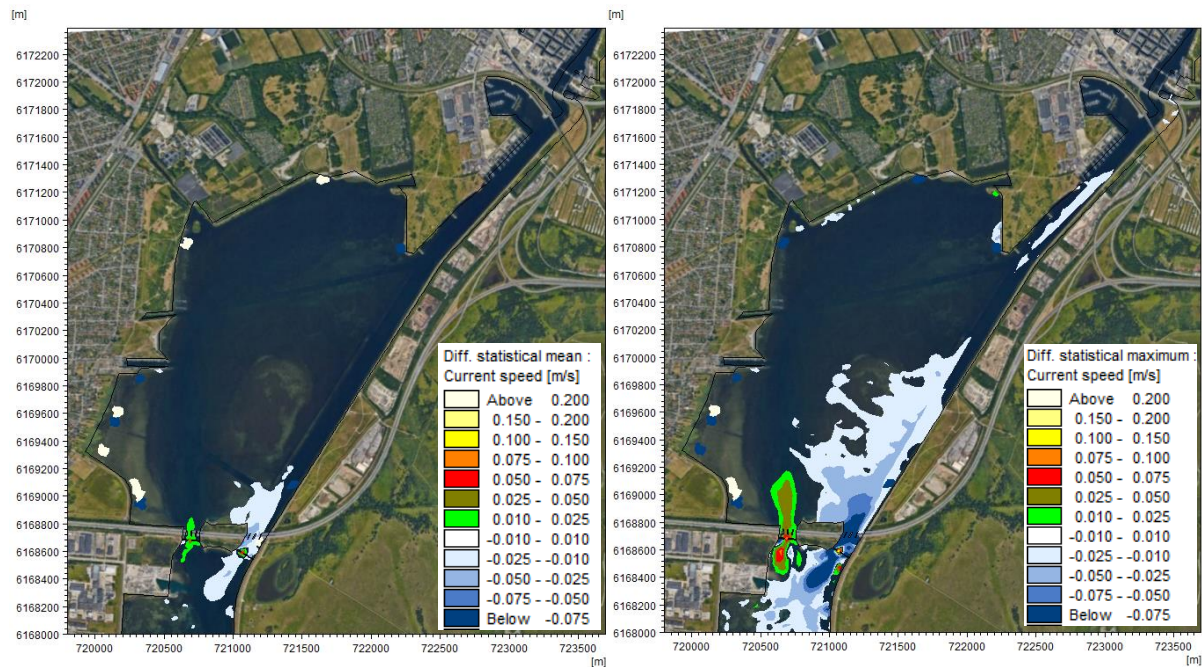 [m]
6172200
6172000
6171800
6171600
6171400
6171200
6171000
6170800
6170600
6170400
6170200
6170000
6169800
6169600
6169400
6169200
6169000
6168800
6168600
6168400
6168200
6168000
Diff. statistical mean :
Current speed [m/s]
Above 0.200
0.150 - 0.200
0.100 - 0.150
0.075 - 0.100
0.050 - 0.075
0.025 - 0.050
0.010 - 0.025
-0.010 - 0.010
-0.025 - -0.010
-0.050 - -0.025
-0.075 - -0.050
Below -0.075
720000 720500 721000 721500 722000 722500 723000 723500
[m]
[m]
6172200
6172000
6171800
6171600
6171400
6171200
6171000
6170800
6170600
6170400
6170200
6170000
6169800
6169600
6169400
6169200
6169000
6168800
6168600
6168400
6168200
6168000
Diff. statistical maximum :
Current speed [m/s]
Above 0.200
0.150 - 0.200
0.100 - 0.150
0.075 - 0.100
0.050 - 0.075
0.025 - 0.050
0.010 - 0.025
-0.010 - 0.010
-0.025 - -0.010
-0.050 - -0.025
-0.075 - -0.050
Below -0.075
720000 720500 721000 721500 722000 722500 723000 723500
[m]